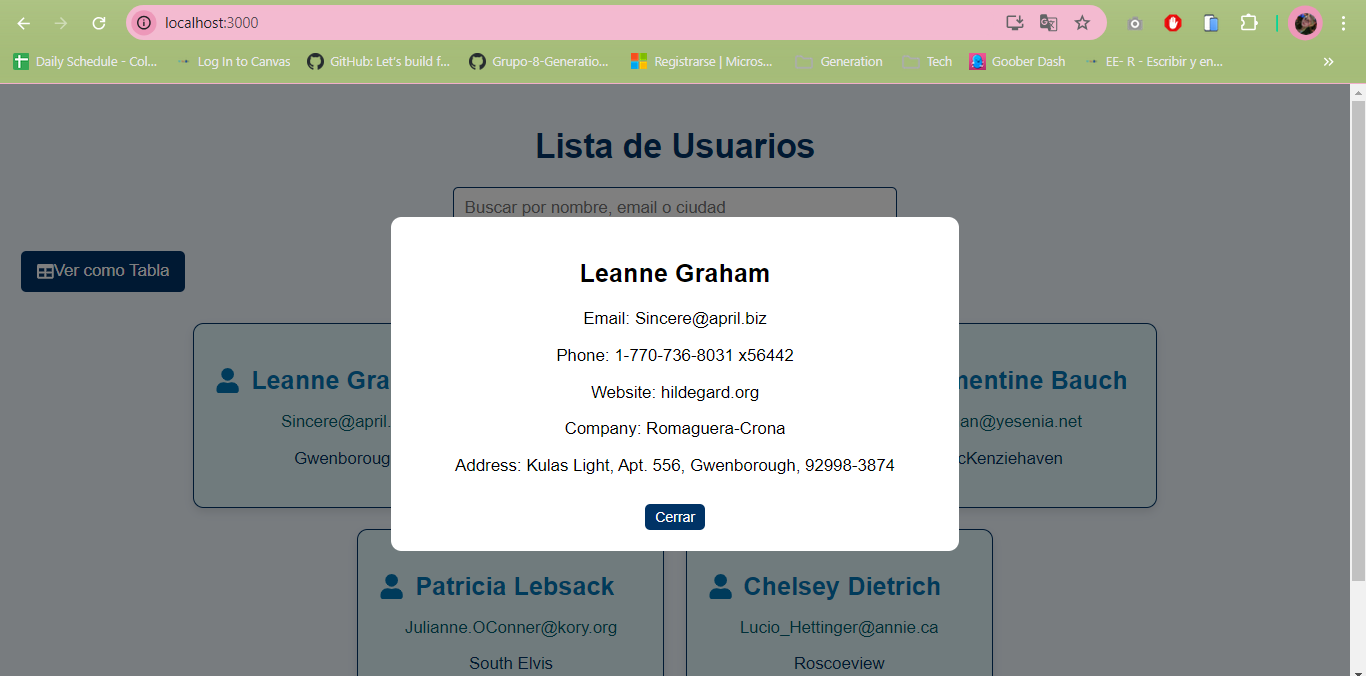 localhost:3000
Daily Schedule - Col...
Log In to Canvas
GitHub: Let's build f...
Grupo-8-Generatio...
Registrarse | Micros...
Generation
Tech
Goober Dash
EE- R - Escribir y en...
Lista de Usuarios
Buscar por nombre, email o ciudad
Ver como Tabla
Leanne Graham
Email: Sincere@april.biz
Phone: 1-770-736-8031 x56442
Website: hildegard.org
Company: Romaguera-Crona
Address: Kulas Light, Apt. 556, Gwenborough, 92998-3874
Cerrar
Leanne Gra
Sincere@april.
Gwenboroug
mentine Bauch
an@yesenia.net
cKenziehaven
Patricia Lebsack
Julianne.OConner@kory.org
South Elvis
Chelsey Dietrich
Lucio_Hettinger@annie.ca
Roscoeview